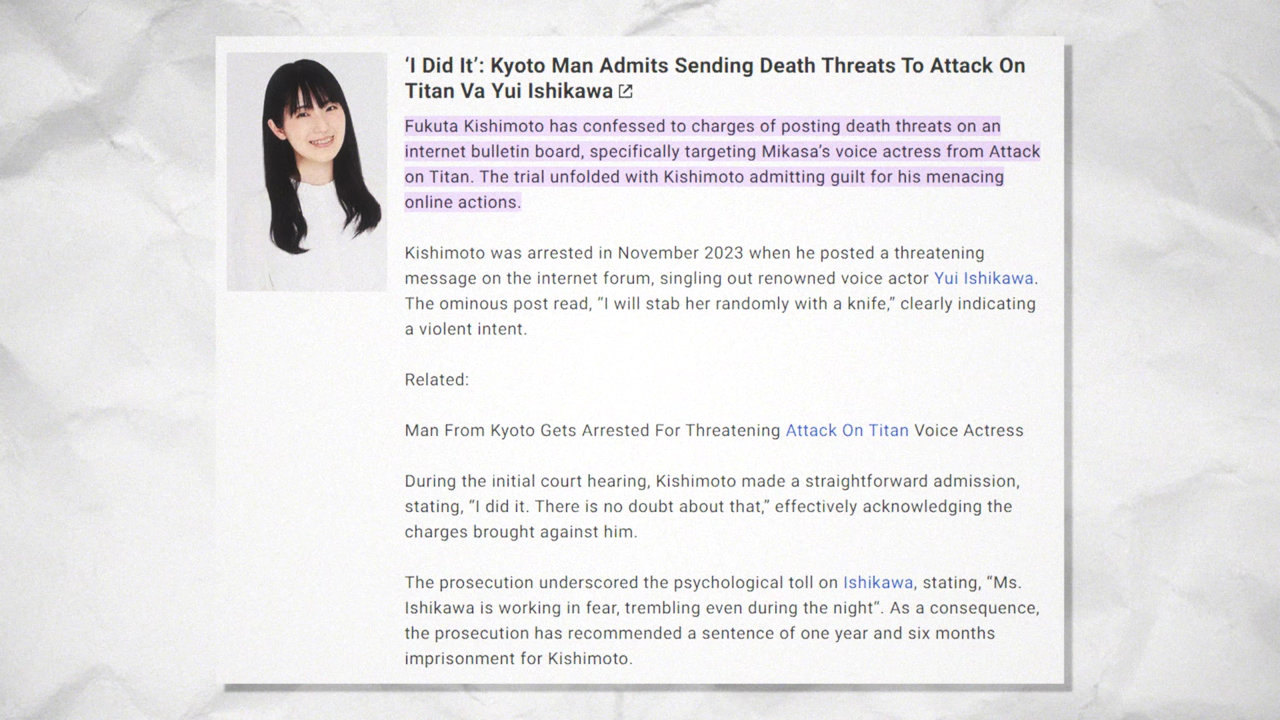 ‘I Did It’: Kyoto Man Admits Sending Death Threats To Attack On
Titan Va Yui Ishikawa
Fukuta Kishimoto has confessed to charges of posting death threats on an
internet bulletin board, specifically targeting Mikasa’s voice actress from Attack
on Titan. The trial unfolded with Kishimoto admitting guilt for his menacing
online actions.
Kishimoto was arrested in November 2023 when he posted a threatening
message on the internet forum, singling out renowned voice actor Yui Ishikawa.
The ominous post read, “I will stab her randomly with a knife,” clearly indicating
a violent intent.
Related:
Man From Kyoto Gets Arrested For Threatening Attack On Titan Voice Actress
During the initial court hearing, Kishimoto made a straightforward admission,
stating, “I did it. There is no doubt about that,” effectively acknowledging the
charges brought against him.
The prosecution underscored the psychological toll on Ishikawa, stating, “Ms.
Ishikawa is working in fear, trembling even during the night”. As a consequence,
the prosecution has recommended a sentence of one year and six months
imprisonment for Kishimoto.